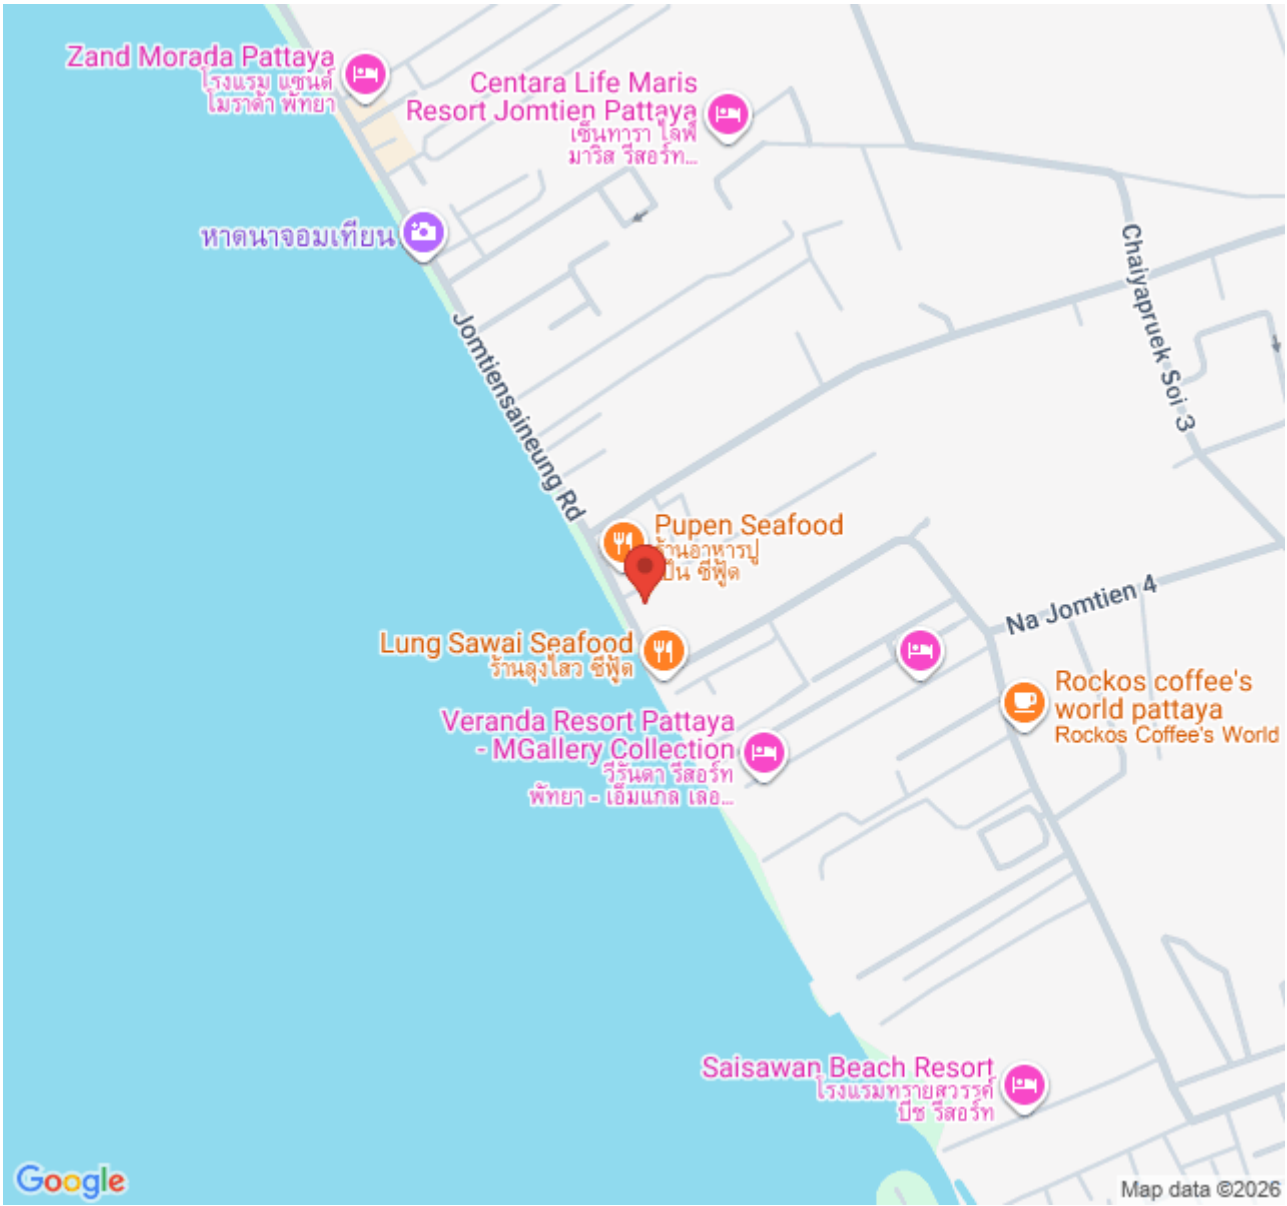 Zand Morada Pattaya
โรงแรม แซนด์
โมราด้า พัทยา
Centara Life Maris
Resort Jomtien Pattaya
เซ็นทารา ไลฟ์
มาริส รีสอร์ท...
หาดนาจอมเทียน
Chaiyapruek Soi 3
Jomtiensaineung Rd
Pupen Seafood
ร้านอาหารปู
เป็น ซีฟู้ด
Na Jomtien 4
Lung Sawai Seafood
ร้านลุงไสว ซีฟู้ด
Rockos coffee's
world pattaya
Rockos Coffee's World
Veranda Resort Pattaya
- MGallery Collection
วีรันดา รีสอร์ท
พัทยา - เอ็มแกล เลอ...
Saisawan Beach Resort
โรงแรมทรายสวรรค์
บีช รีสอร์ท
Google
Map data ©2026